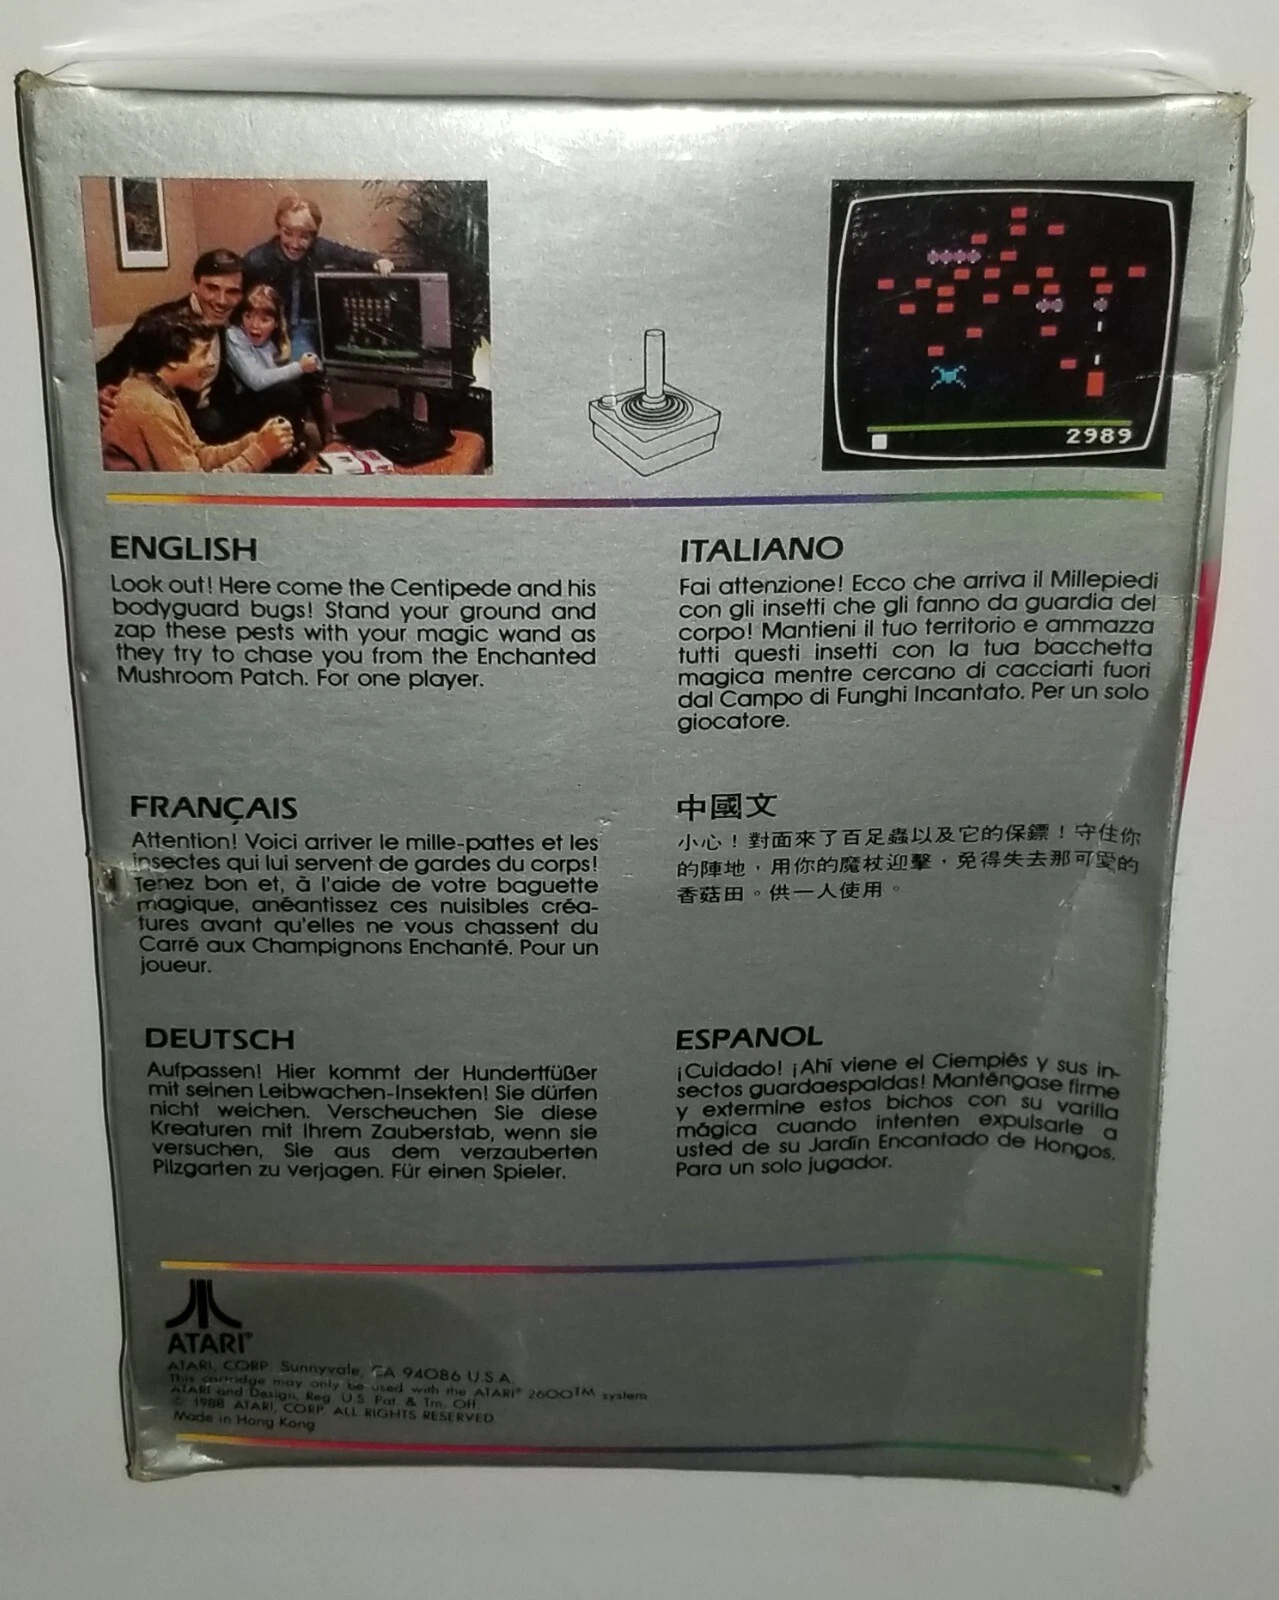 2989
ENGLISH
Look out! Here come the Centipede and his
bodyguard bugs! Stand your ground and
zap these pests with your magic wand as
they try to chase you from the Enchanted
Mushroom Patch. For one player.
ITALIANO
Fai attenzione! Ecco che arriva il Millepiedi
con gli insetti che gli fanno da guardia del
corpo! Mantieni il tuo territorio e ammazza
tutti questi insetti con la tua bacchetta
magica mentre cercano di cacciarti fuori
dal Campo di Funghi Incantato. Per un solo
giocatore.
FRANÇAIS
Attention! Voici arriver le mille-pattes et les
insectes qui lui servent de gardes du corps!
Tenez bon et, à l'aide de votre baguette
magique, anéantissez ces nuisibles créa-
tures avant qu'elles ne vous chassent du
Carré aux Champignons Enchanté. Pour un
joueur.
中國文
小心！對面來了百足蟲以及它的保鏢！守住你
的陣地，用你的魔杖迎擊，免得失去那可愛的
香菇田。供一人使用。
DEUTSCH
Aufpassen! Hier kommt der Hundertfüßer
mit seinen Leibwachen-Insekten! Sie dürfen
nicht weichen. Verscheuchen Sie diese
Kreaturen mit Ihrem Zauberstab, wenn sie
versuchen, Sie aus dem verzauberten
Pilzgarten zu verjagen. Für einen Spieler.
ESPANOL
¡Cuidado! ¡Ahí viene el Ciempiés y sus in-
sectos guardaespaldas! Manténgase firme
y extermine estos bichos con su varilla
mágica cuando intenten expulsarle a
usted de su Jardín Encantado de Hongos.
Para un solo jugador.
ATARI®
ATARI, CORP. Sunnyvale, CA 94086 U.S.A.
This cartridge may only be used with the ATARI® 2600™ system
ATARI and Design, Reg. U.S. Pat. & Tm. Off.
© 1988 ATARI, CORP. ALL RIGHTS RESERVED.
Made in Hong Kong